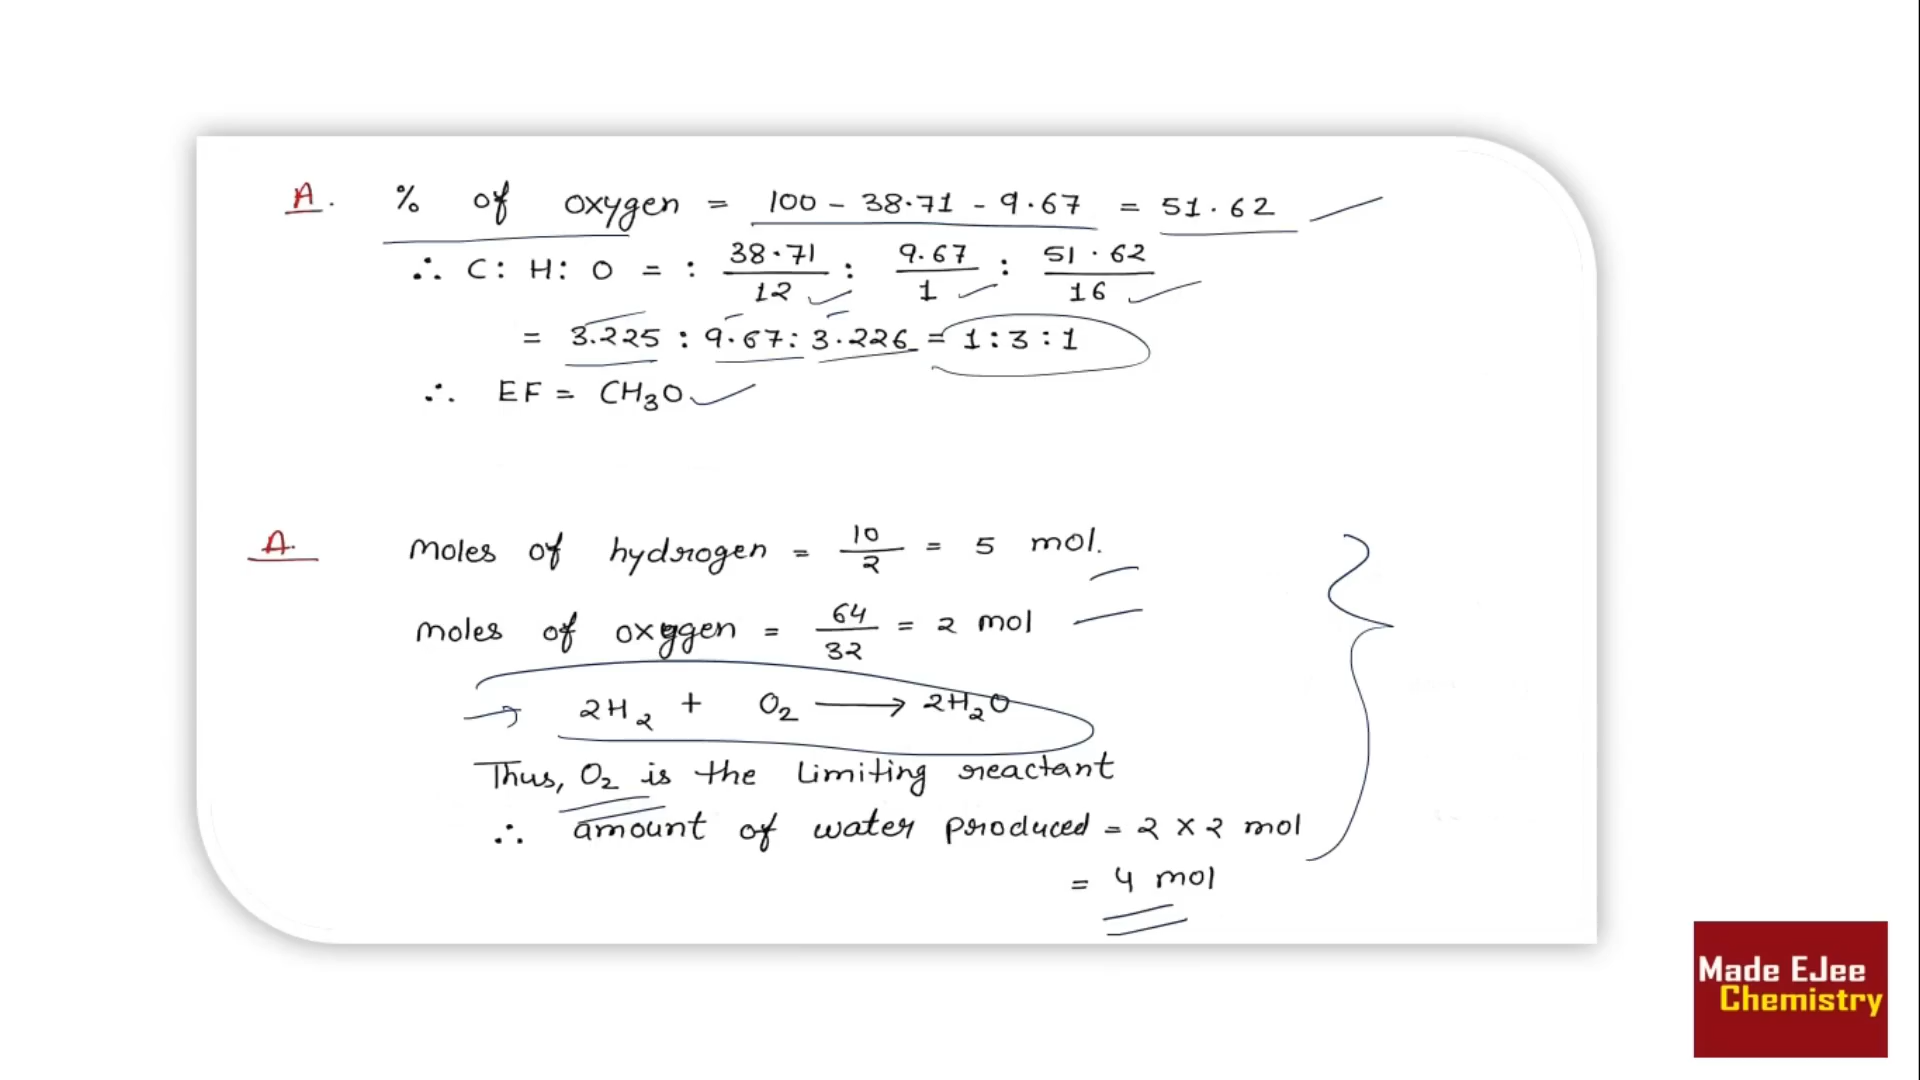 A. % of oxygen = 100 - 38.71 - 9.67 = 51.62
∴ C: H: O = : 38.71/12 : 9.67/1 : 51.62/16
= 3.225 : 9.67: 3.226 = 1:3:1
∴ EF = CH₃O
A. moles of hydrogen = 10/2 = 5 mol.
moles of oxygen = 64/32 = 2 mol
→ 2H₂ + O₂ ⟶ 2H₂O
Thus, O₂ is the limiting reactant
∴ amount of water produced = 2 × 2 mol
= 4 mol
Made EJee
Chemistry